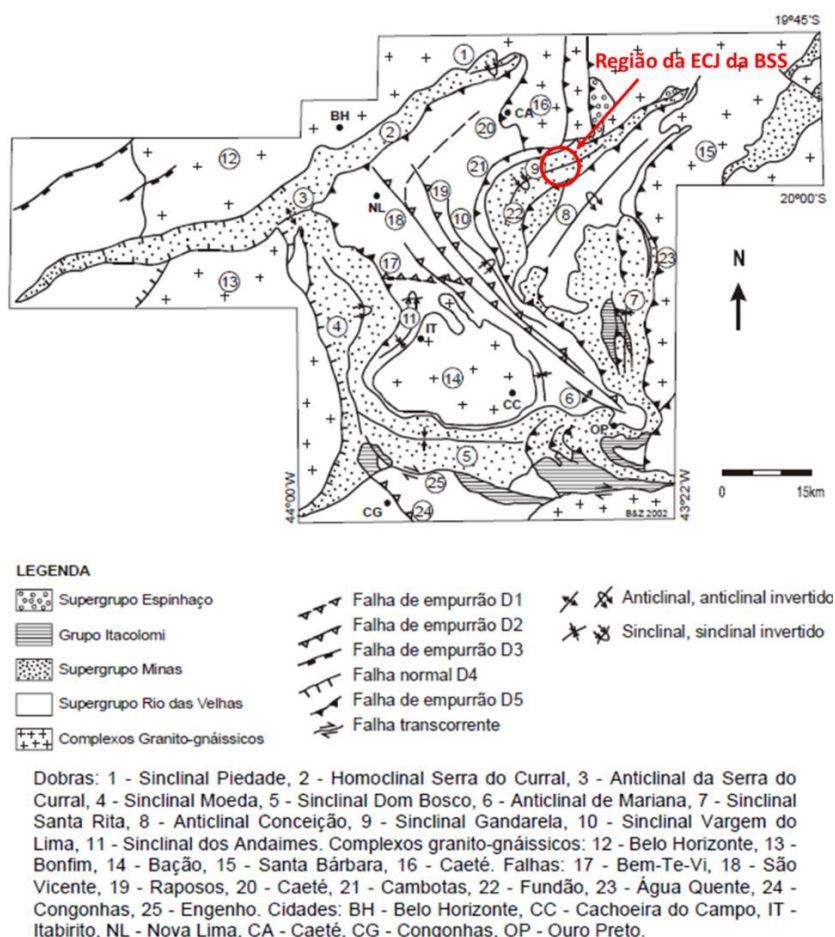 19º45'S
1
Região da ECJ da BSS
16
BH
CA
20
2
12
15
21
9
20º00'S
3
19
NL
10
22
8
18
N
17
23
13
7
11
4
IT
14
CC
6
OP
5
44º00'W
25
43º22'W
0 15km
CG
24
B&Z 2002
LEGENDA
Supergrupo Espinhaço
Grupo Itacolomi
Supergrupo Minas
Supergrupo Rio das Velhas
Complexos Granito-gnáissicos
Falha de empurrão D1
Falha de empurrão D2
Falha de empurrão D3
Falha normal D4
Falha de empurrão D5
Falha transcorrente
Anticlinal, anticlinal invertido
Sinclinal, sinclinal invertido
Dobras: 1 - Sinclinal Piedade, 2 - Homoclinal Serra do Curral, 3 - Anticlinal da Serra do
Curral, 4 - Sinclinal Moeda, 5 - Sinclinal Dom Bosco, 6 - Anticlinal de Mariana, 7 - Sinclinal
Santa Rita, 8 - Anticlinal Conceição, 9 - Sinclinal Gandarela, 10 - Sinclinal Vargem do
Lima, 11 - Sinclinal dos Andaimes. Complexos granito-gnáissicos: 12 - Belo Horizonte, 13 -
Bonfim, 14 - Bação, 15 - Santa Bárbara, 16 - Caeté. Falhas: 17 - Bem-Te-Vi, 18 - São
Vicente, 19 - Raposos, 20 - Caeté, 21 - Cambotas, 22 - Fundão, 23 - Água Quente, 24 -
Congonhas, 25 - Engenho. Cidades: BH - Belo Horizonte, CC - Cachoeira do Campo, IT -
Itabirito, NL - Nova Lima, CA - Caeté, CG - Congonhas, OP - Ouro Preto.